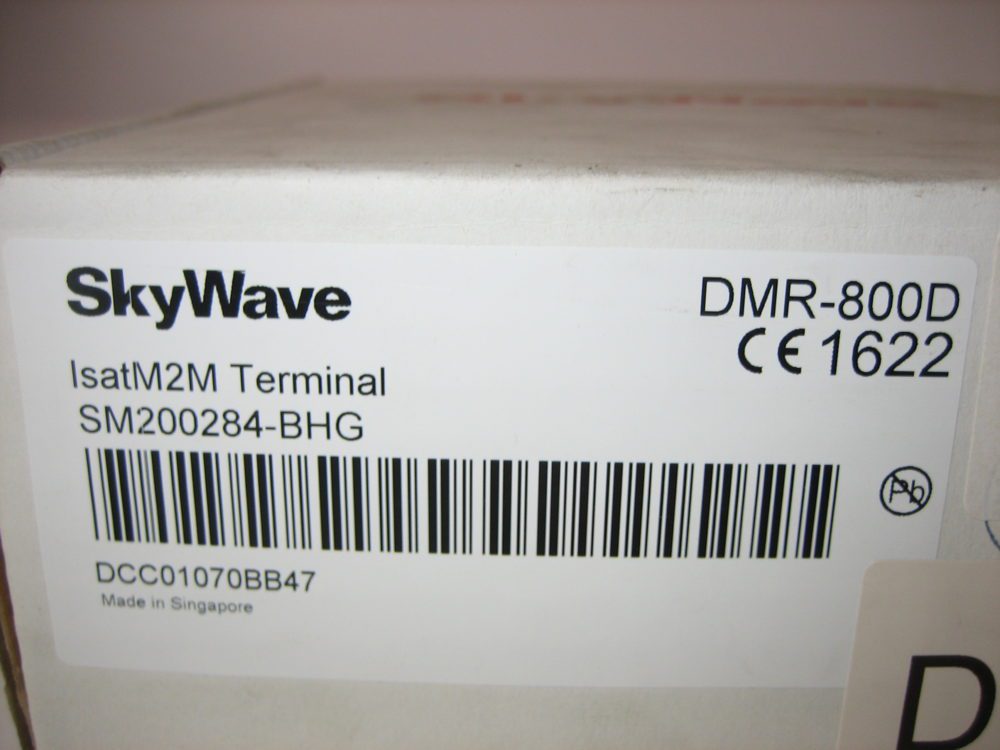 SkyWave
DMR-800D
CE 1622
IsatM2M Terminal
SM200284-BHG
Pb
DCC01070BB47
Made in Singapore
D